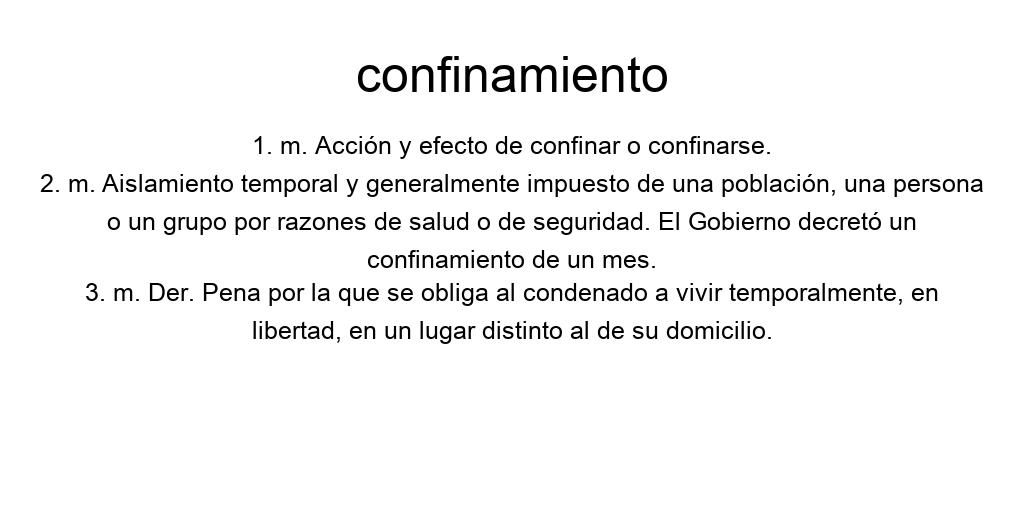 confinamiento
1. m. Acción y efecto de confinar o confinarse.
2. m. Aislamiento temporal y generalmente impuesto de una población, una persona
o un grupo por razones de salud o de seguridad. El Gobierno decretó un
confinamiento de un mes.
3. m. Der. Pena por la que se obliga al condenado a vivir temporalmente, en
libertad, en un lugar distinto al de su domicilio.